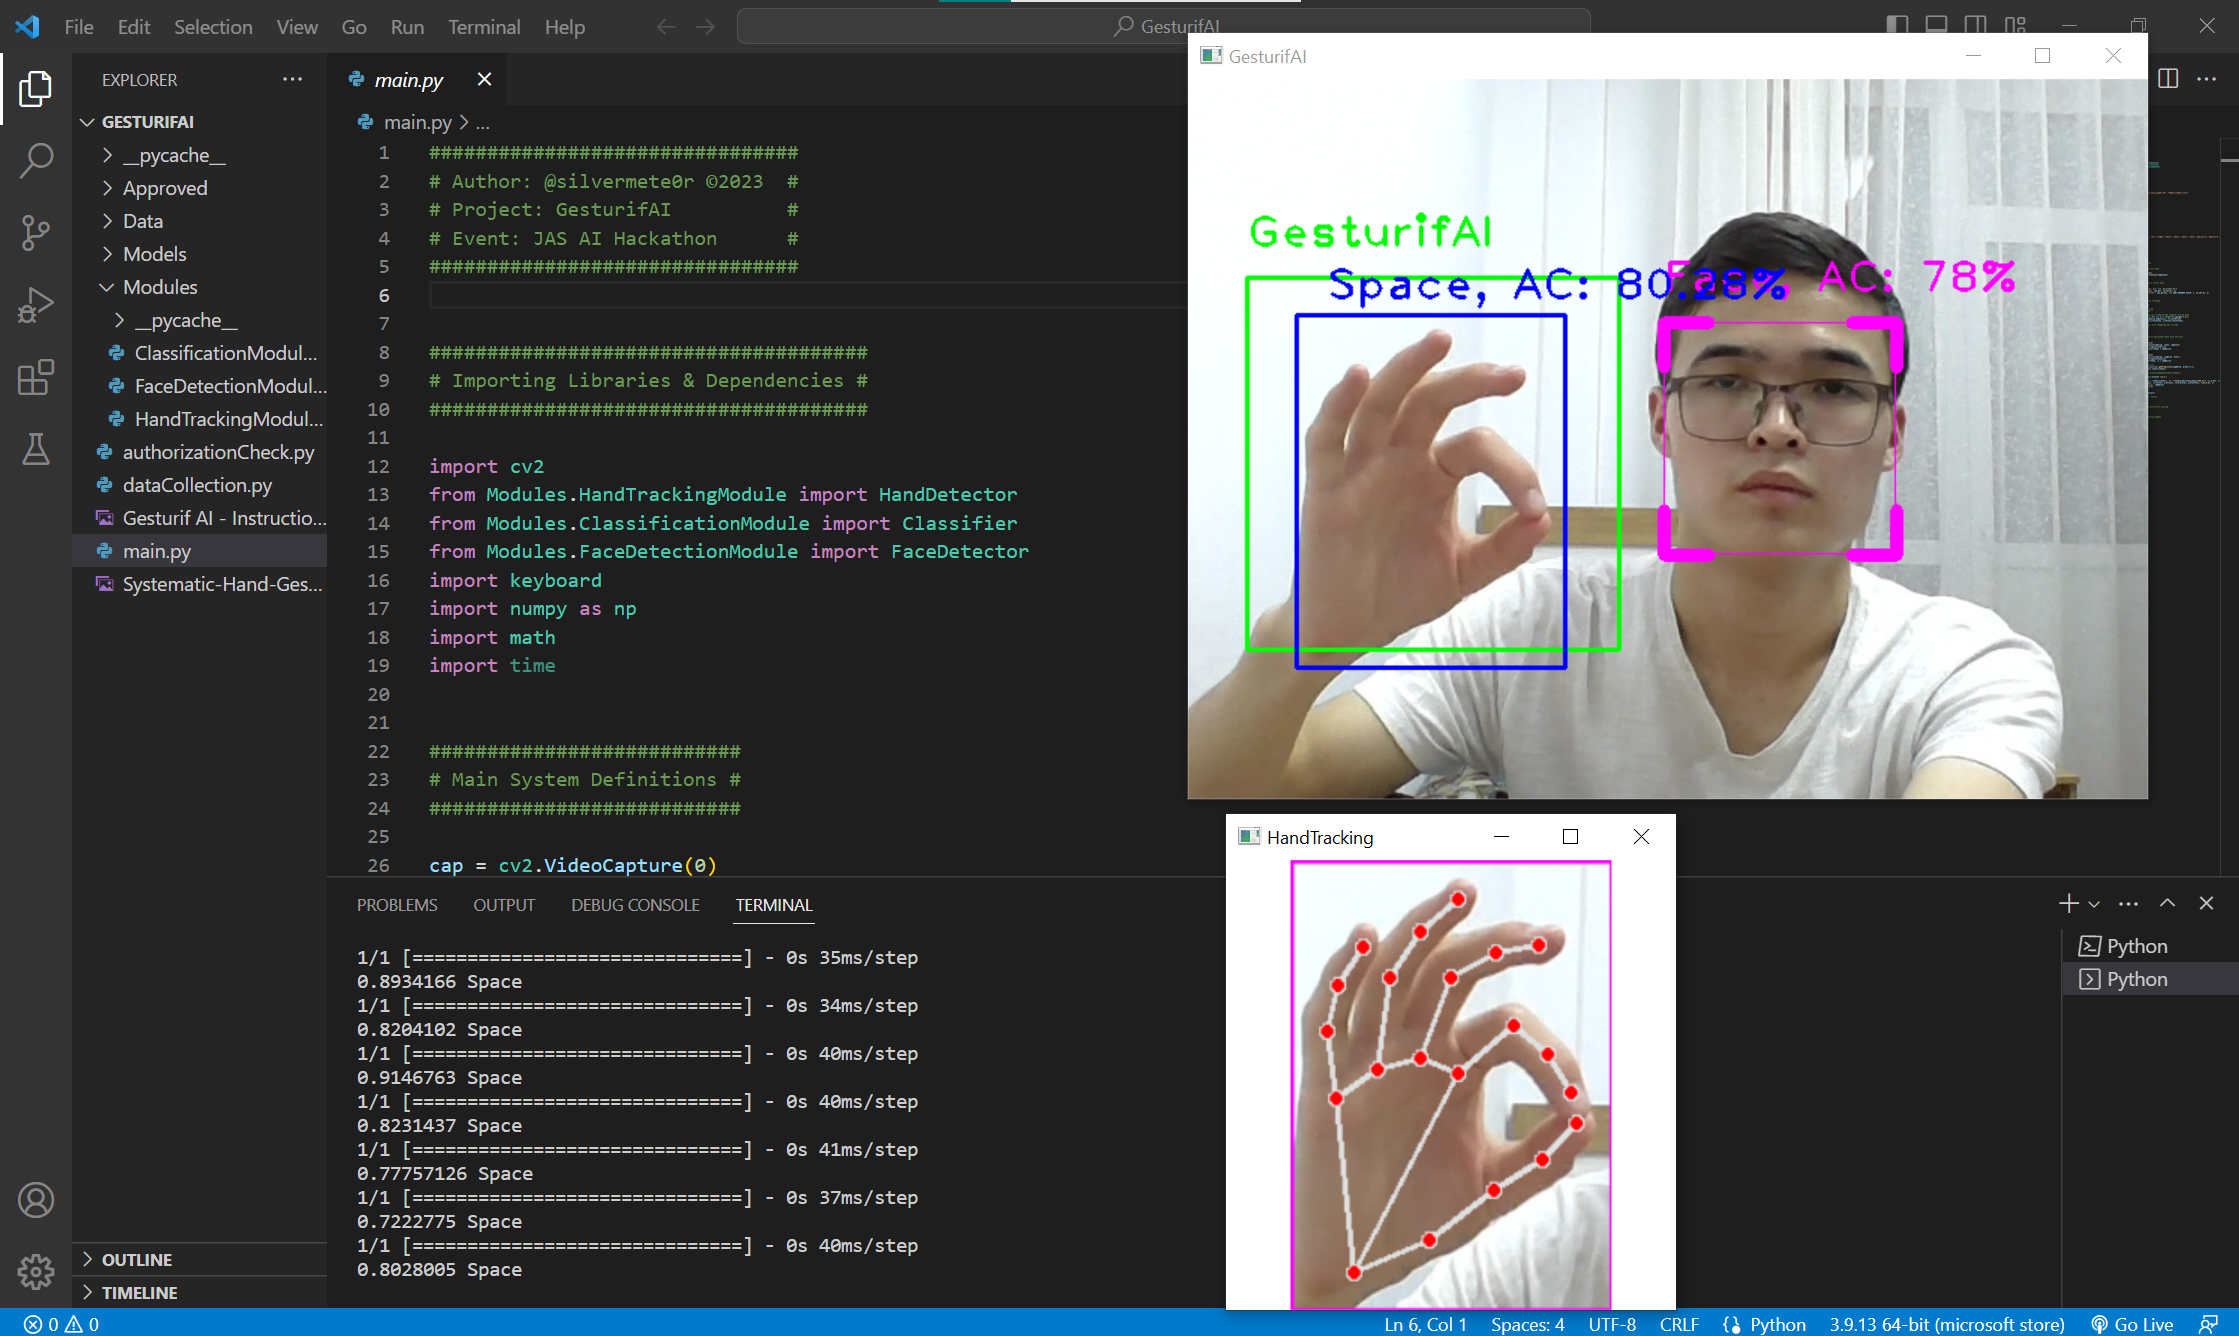 File Edit Selection View Go Run Terminal Help
GesturifAI
EXPLORER
GESTURIFAI
__pycache__
Approved
Data
Models
Modules
__pycache__
ClassificationModul...
FaceDetectionModul...
HandTrackingModul...
authorizationCheck.py
dataCollection.py
Gesturif AI - Instructio...
main.py
Systematic-Hand-Ges...
OUTLINE
TIMELINE
main.py
main.py > ...
1 ################################
2 # Author: @silvermete0r ©2023  #
3 # Project: GesturifAI          #
4 # Event: JAS AI Hackathon      #
5 ################################
6
7
8 ######################################
9 # Importing Libraries & Dependencies #
10 ######################################
11
12 import cv2
13 from Modules.HandTrackingModule import HandDetector
14 from Modules.ClassificationModule import Classifier
15 from Modules.FaceDetectionModule import FaceDetector
16 import keyboard
17 import numpy as np
18 import math
19 import time
20
21
22 ###########################
23 # Main System Definitions #
24 ###########################
25
26 cap = cv2.VideoCapture(0)
GesturifAI
GesturifAI
Space, AC: 80.28%
AC: 78%
HandTracking
PROBLEMS OUTPUT DEBUG CONSOLE TERMINAL
1/1 [==============================] - 0s 35ms/step
0.8934166 Space
1/1 [==============================] - 0s 34ms/step
0.8204102 Space
1/1 [==============================] - 0s 40ms/step
0.9146763 Space
1/1 [==============================] - 0s 40ms/step
0.8231437 Space
1/1 [==============================] - 0s 41ms/step
0.77757126 Space
1/1 [==============================] - 0s 37ms/step
0.7222775 Space
1/1 [==============================] - 0s 40ms/step
0.8028005 Space
Python
Python
0 0 Ln 6, Col 1 Spaces: 4 UTF-8 CRLF Python 3.9.13 64-bit (microsoft store) Go Live